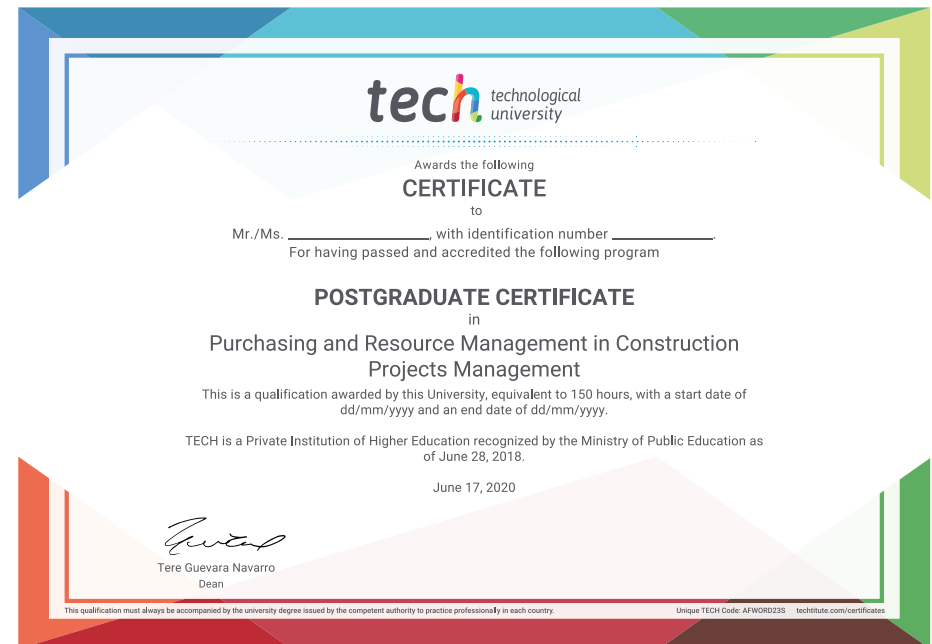 tech technological
university
Awards the following
CERTIFICATE
to
Mr./Ms. ____________________, with identification number ______________.
For having passed and accredited the following program
POSTGRADUATE CERTIFICATE
in
Purchasing and Resource Management in Construction
Projects Management
This is a qualification awarded by this University, equivalent to 150 hours, with a start date of
dd/mm/yyyy and an end date of dd/mm/yyyy.
TECH is a Private Institution of Higher Education recognized by the Ministry of Public Education as
of June 28, 2018.
June 17, 2020
Tere Guevara Navarro
Dean
This qualification must always be accompanied by the university degree issued by the competent authority to practice professionally in each country. Unique TECH Code: AFWORD23S techtitute.com/certificates